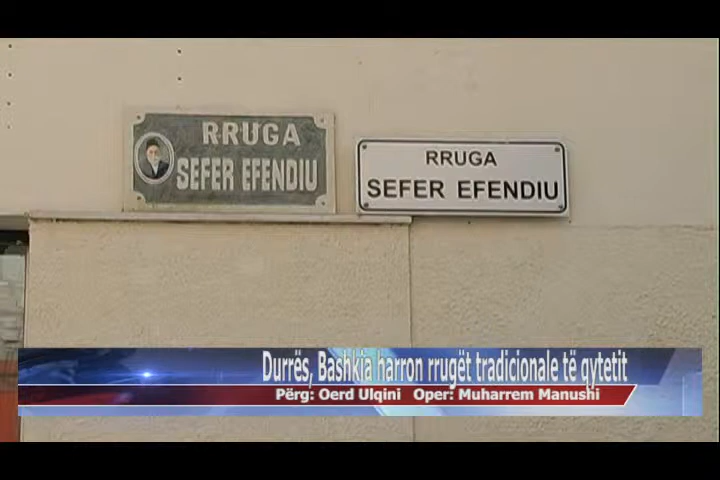 RRUGA
SEFER EFENDIU
RRUGA
SEFER EFENDIU
Durrës, Bashkia harron rrugët tradicionale të qytetit
Përg: Oerd Ulqini Oper: Muharrem Manushi